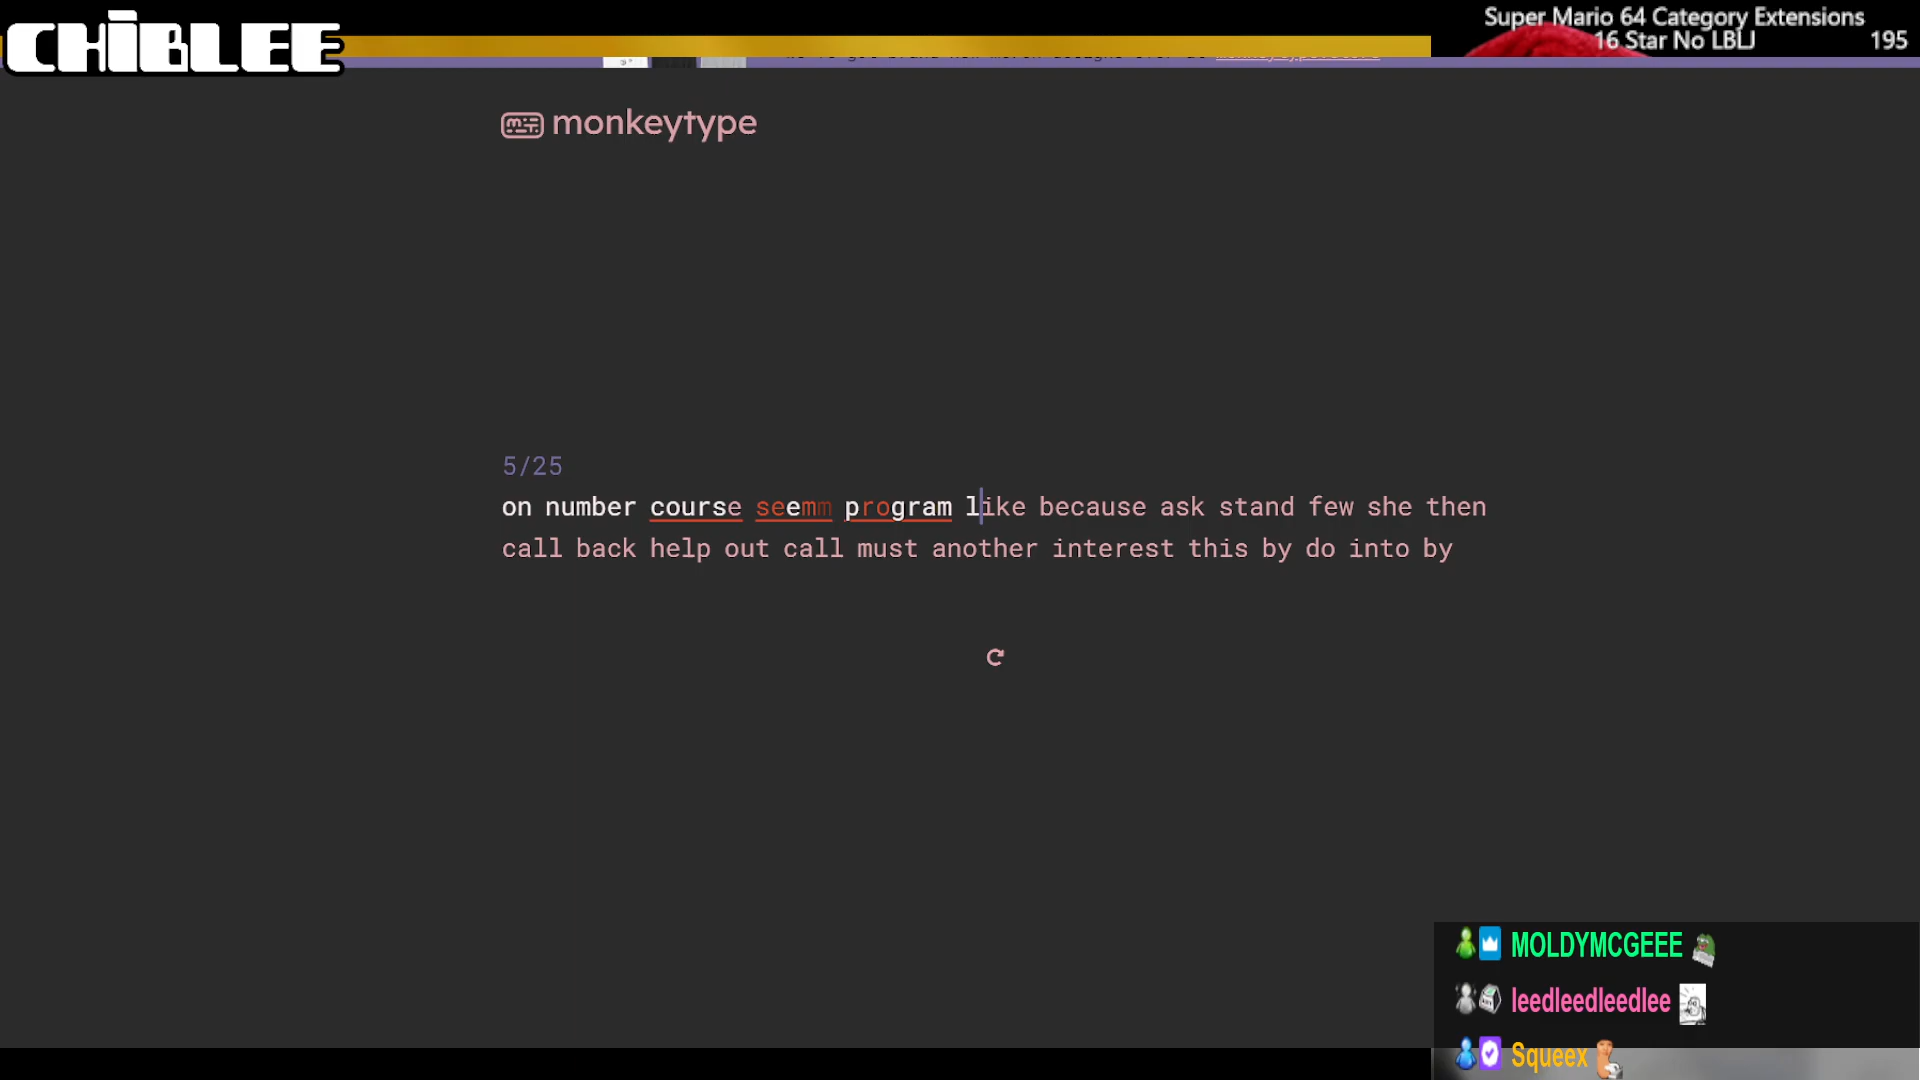 CHIBLEE
Super Mario 64 Category Extensions
16 Star No LBLJ 195
monkeytype
5/25
on number course seemm program like because ask stand few she then
call back help out call must another interest this by do into by
MOLDYMCGEEE
leedleedleedlee
Squeex